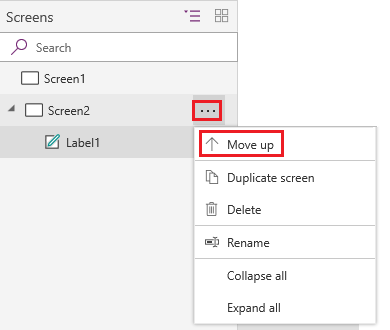 Screens
Search
Screen1
Screen2
Label1
Move up
Duplicate screen
Delete
Rename
Collapse all
Expand all